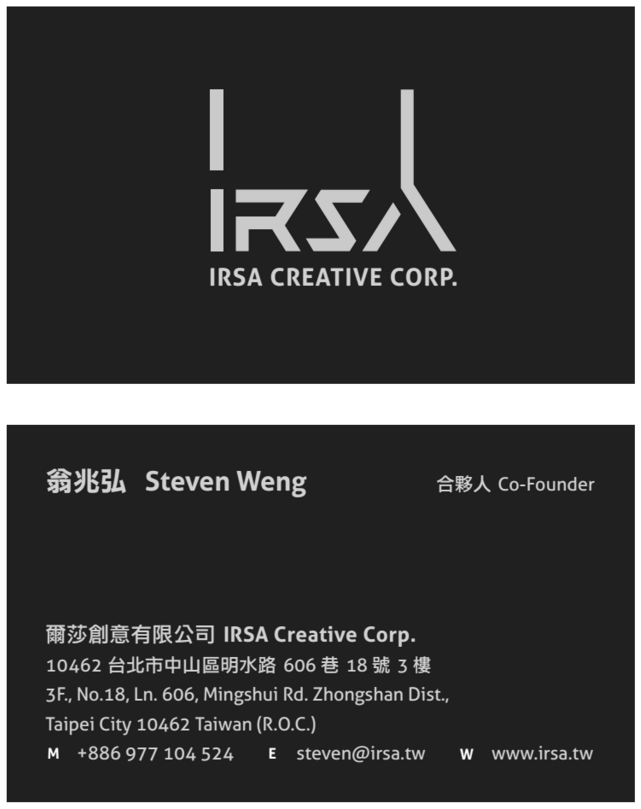 IRSA
IRSA CREATIVE CORP.
翁兆弘 Steven Weng
合夥人 Co-Founder
爾莎創意有限公司 IRSA Creative Corp.
10462 台北市中山區明水路 606 巷 18 號 3 樓
3F., No.18, Ln. 606, Mingshui Rd. Zhongshan Dist.,
Taipei City 10462 Taiwan (R.O.C.)
M +886 977 104 524 E steven@irsa.tw W www.irsa.tw